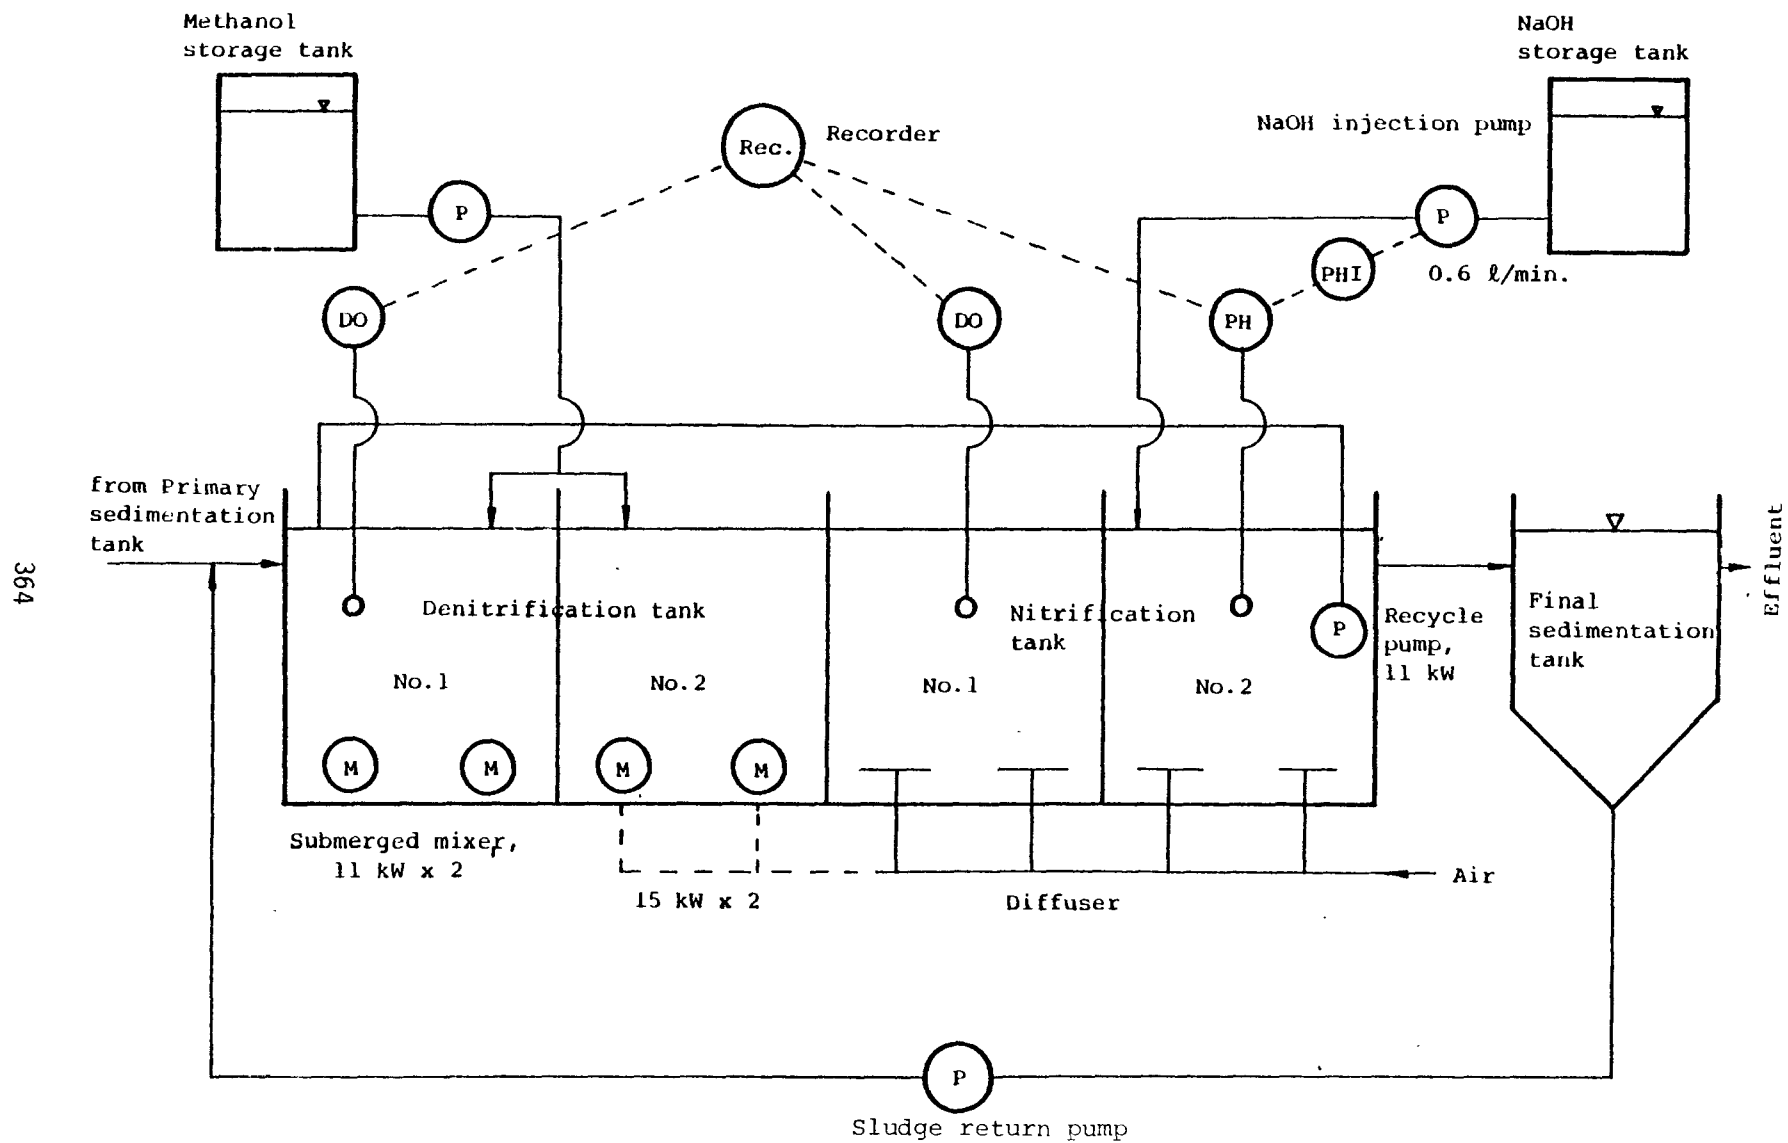 Methanol
storage tank
NaOH
storage tank
Rec.
Recorder
NaOH injection pump
P
P
PHI
0.6 ℓ/min.
DO
DO
PH
from Primary
sedimentation
tank
364
Denitrification tank
Nitrification
tank
No.1
No.2
No.1
No.2
P
Recycle
pump,
11 kW
Final
sedimentation
tank
Effluent
M
M
M
M
Submerged mixer,
11 kW x 2
15 kW x 2
Diffuser
Air
P
Sludge return pump